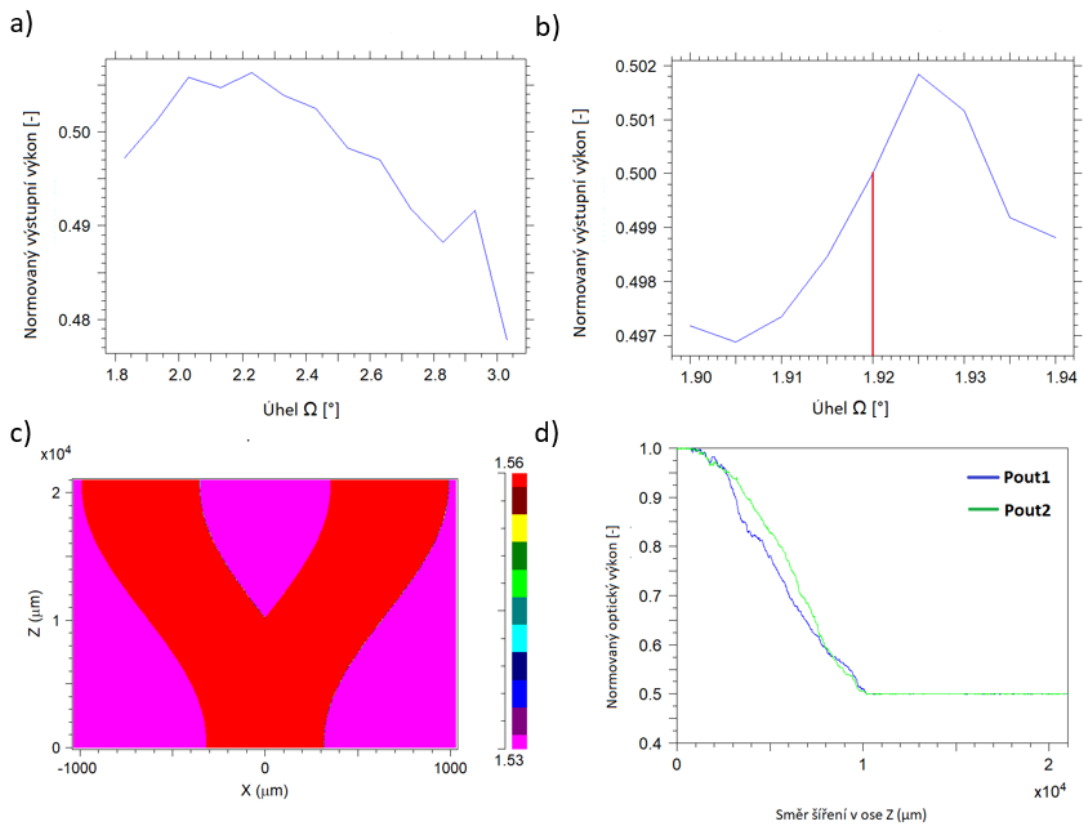 a)
Normovaný výstupní výkon [-]
0.50
0.49
0.48
1.8 2.0 2.2 2.4 2.6 2.8 3.0
Úhel Ω [°]
b)
Normovaný výstupní výkon [-]
0.502
0.501
0.500
0.499
0.498
0.497
1.90 1.91 1.92 1.93 1.94
Úhel Ω [°]
c)
x10⁴
2
1
0
Z (μm)
-1000 0 1000
X (μm)
1.56
1.53
d)
Normovaný optický výkon [-]
1.0
0.9
0.8
0.7
0.6
0.5
0.4
Pout1
Pout2
0 1 2
x10⁴
Směr šíření v ose Z (μm)